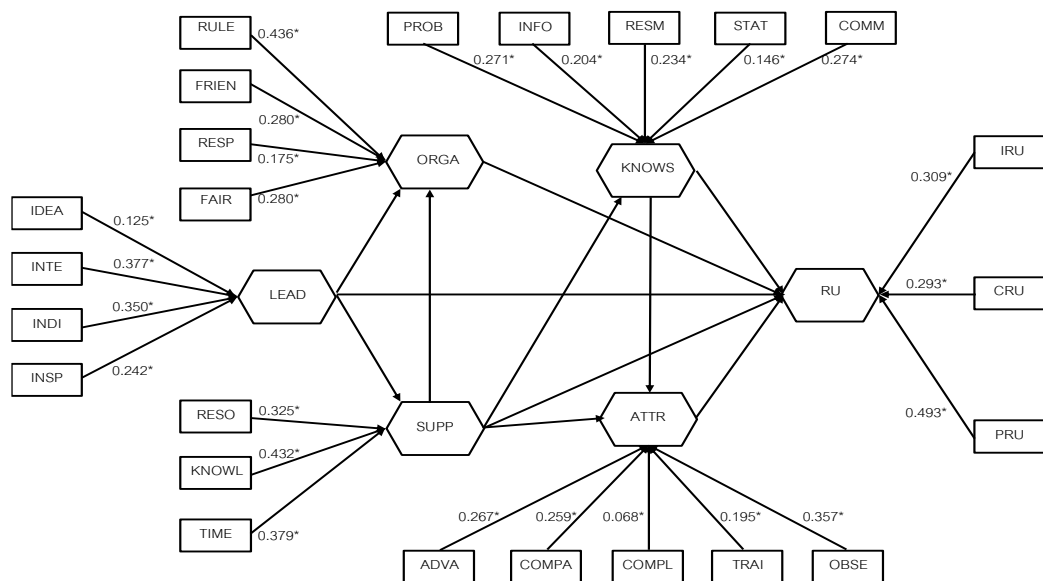 RULE
0.436*
PROB
INFO
RESM
STAT
COMM
0.271*
0.204*
0.234*
0.146*
0.274*
FRIEN
0.280*
RESP
0.175*
FAIR
0.280*
ORGA
KNOWS
IRU
0.309*
IDEA
0.125*
INTE
0.377*
LEAD
RU
0.293*
CRU
INDI
0.350*
INSP
0.242*
RESO
0.325*
SUPP
ATTR
0.493*
PRU
KNOWL
0.432*
TIME
0.379*
0.267*
0.259*
0.068*
0.195*
0.357*
ADVA
COMPA
COMPL
TRAI
OBSE